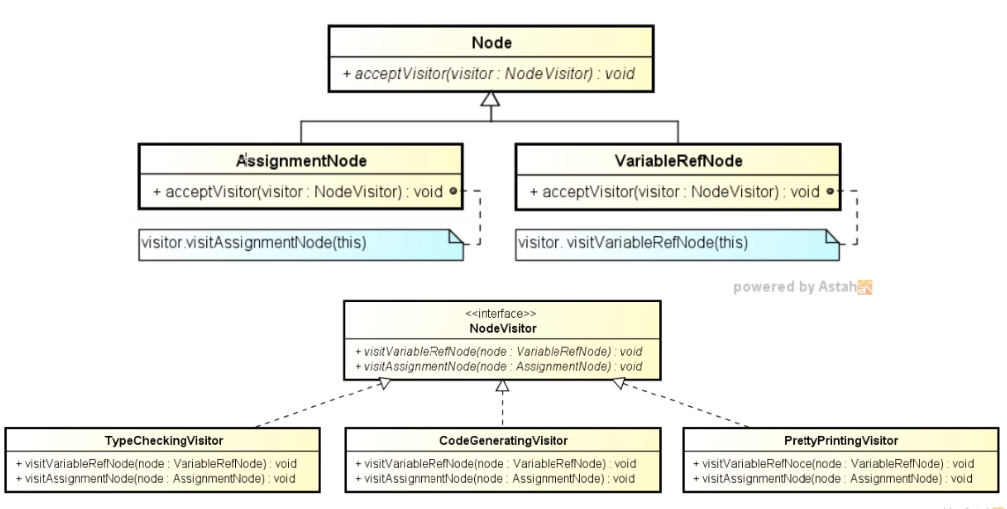 Node
+ acceptVisitor(visitor : NodeVisitor) : void
AssignmentNode
+ acceptVisitor(visitor : NodeVisitor) : void
VariableRefNode
+ acceptVisitor(visitor : NodeVisitor) : void
visitor.visitAssignmentNode(this)
visitor. visitVariableRefNode(this)
powered by Astah
<<interface>>
NodeVisitor
+ visitVariableRefNode(node : VariableRefNode) : void
+ visitAssignmentNode(node : AssignmentNode) : void
TypeCheckingVisitor
+ visitVariableRefNode(node : VariableRefNode) : void
+ visitAssignmentNode(node : AssignmentNode) : void
CodeGeneratingVisitor
+ visitVariableRefNode(node : VariableRefNode) : void
+ visitAssignmentNode(node : AssignmentNode) : void
PrettyPrintingVisitor
+ visitVariableRefNoce(node : VariableRefNode) : void
+ visitAssignmentNode(node : AssignmentNode) : void